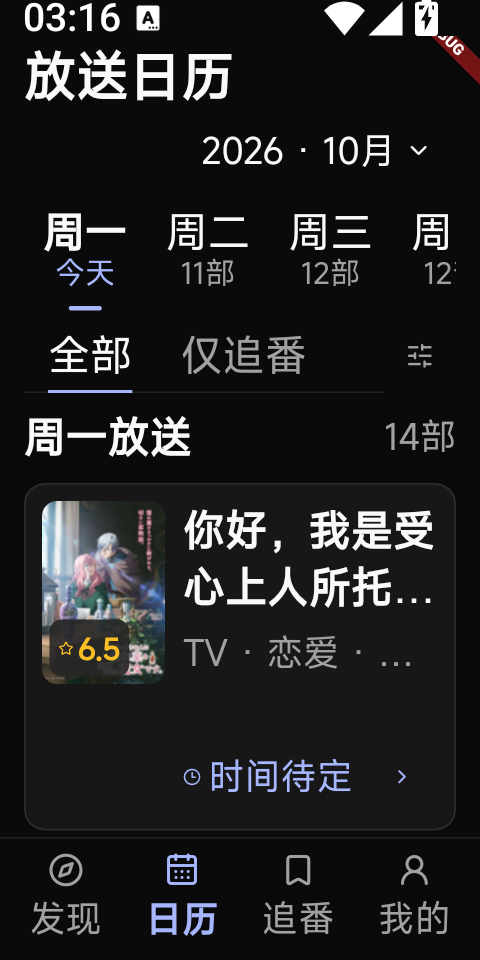 03:16 A
UG
放送日历
2026 · 10月
周一 周二 周三 周
今天 11部 12部 12
全部 仅追番
周一放送 14部
你好，我是受
心上人所托…
6.5
TV · 恋爱 · …
时间待定
发现 日历 追番 我的